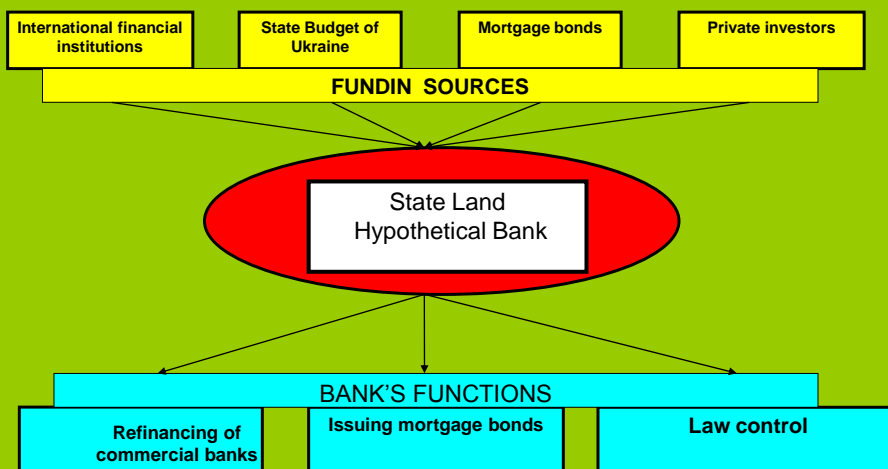 International financial
institutions
State Budget of
Ukraine
Mortgage bonds
Private investors
FUNDIN SOURCES
State Land
Hypothetical Bank
BANK'S FUNCTIONS
Refinancing of
commercial banks
Issuing mortgage bonds
Law control